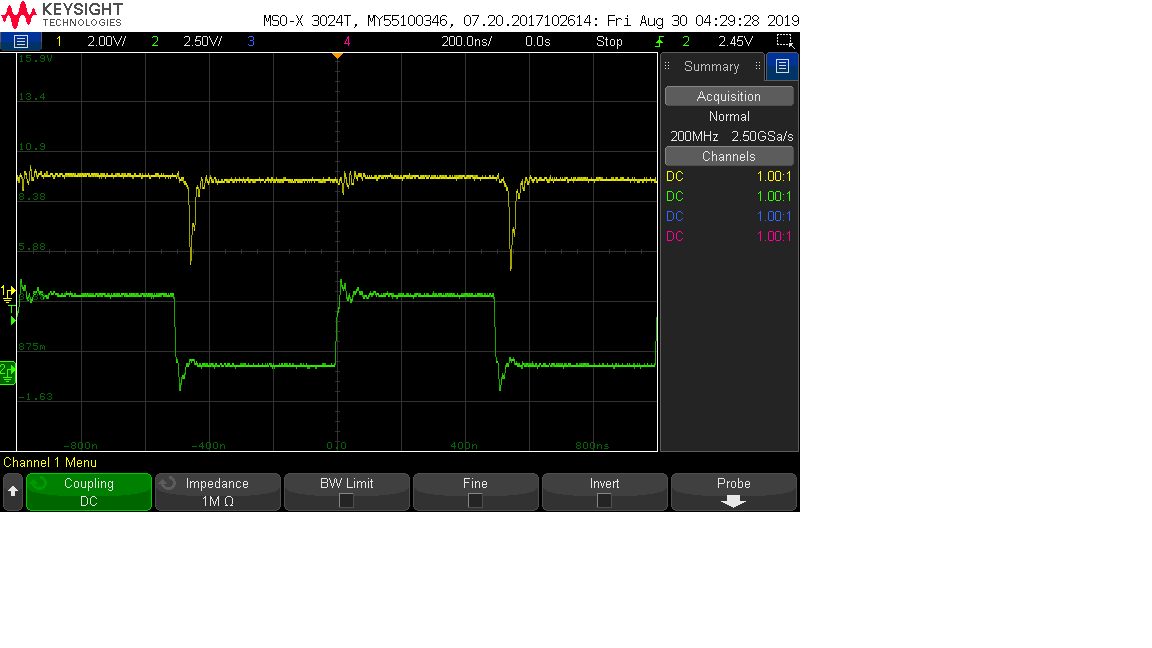 KEYSIGHT
TECHNOLOGIES
MSO-X 3024T, MY55100346, 07.20.2017102614: Fri Aug 30 04:29:28 2019
1 2.00V/ 2 2.50V/ 3 4 200.0ns/ 0.0s Stop 2 2.45V
15.9V
13.4
10.9
8.38
5.88
875m
-1.63
-800n -400n 0.0 400n 800ns
1
T
2
Summary
Acquisition
Normal
200MHz 2.50GSa/s
Channels
DC 1.00:1
DC 1.00:1
DC 1.00:1
DC 1.00:1
Channel 1 Menu
Coupling
DC
Impedance
1M Ω
BW Limit
Fine
Invert
Probe